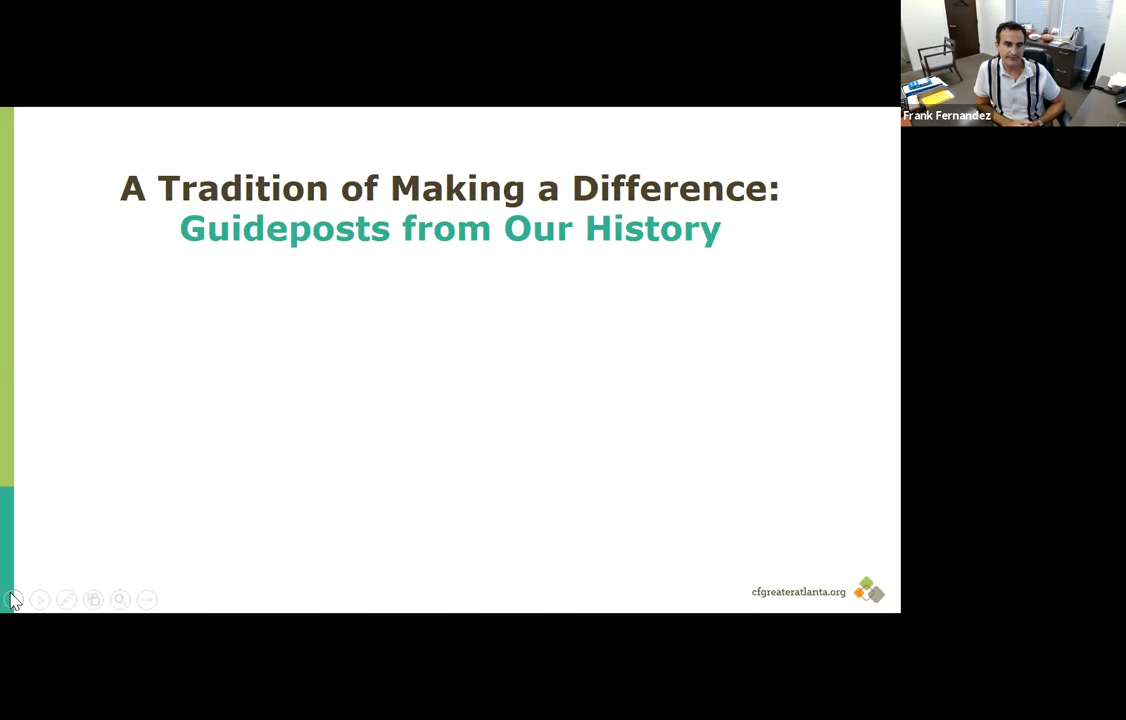 Frank Fernandez
A Tradition of Making a Difference:
Guideposts from Our History
cfgreateratlanta.org